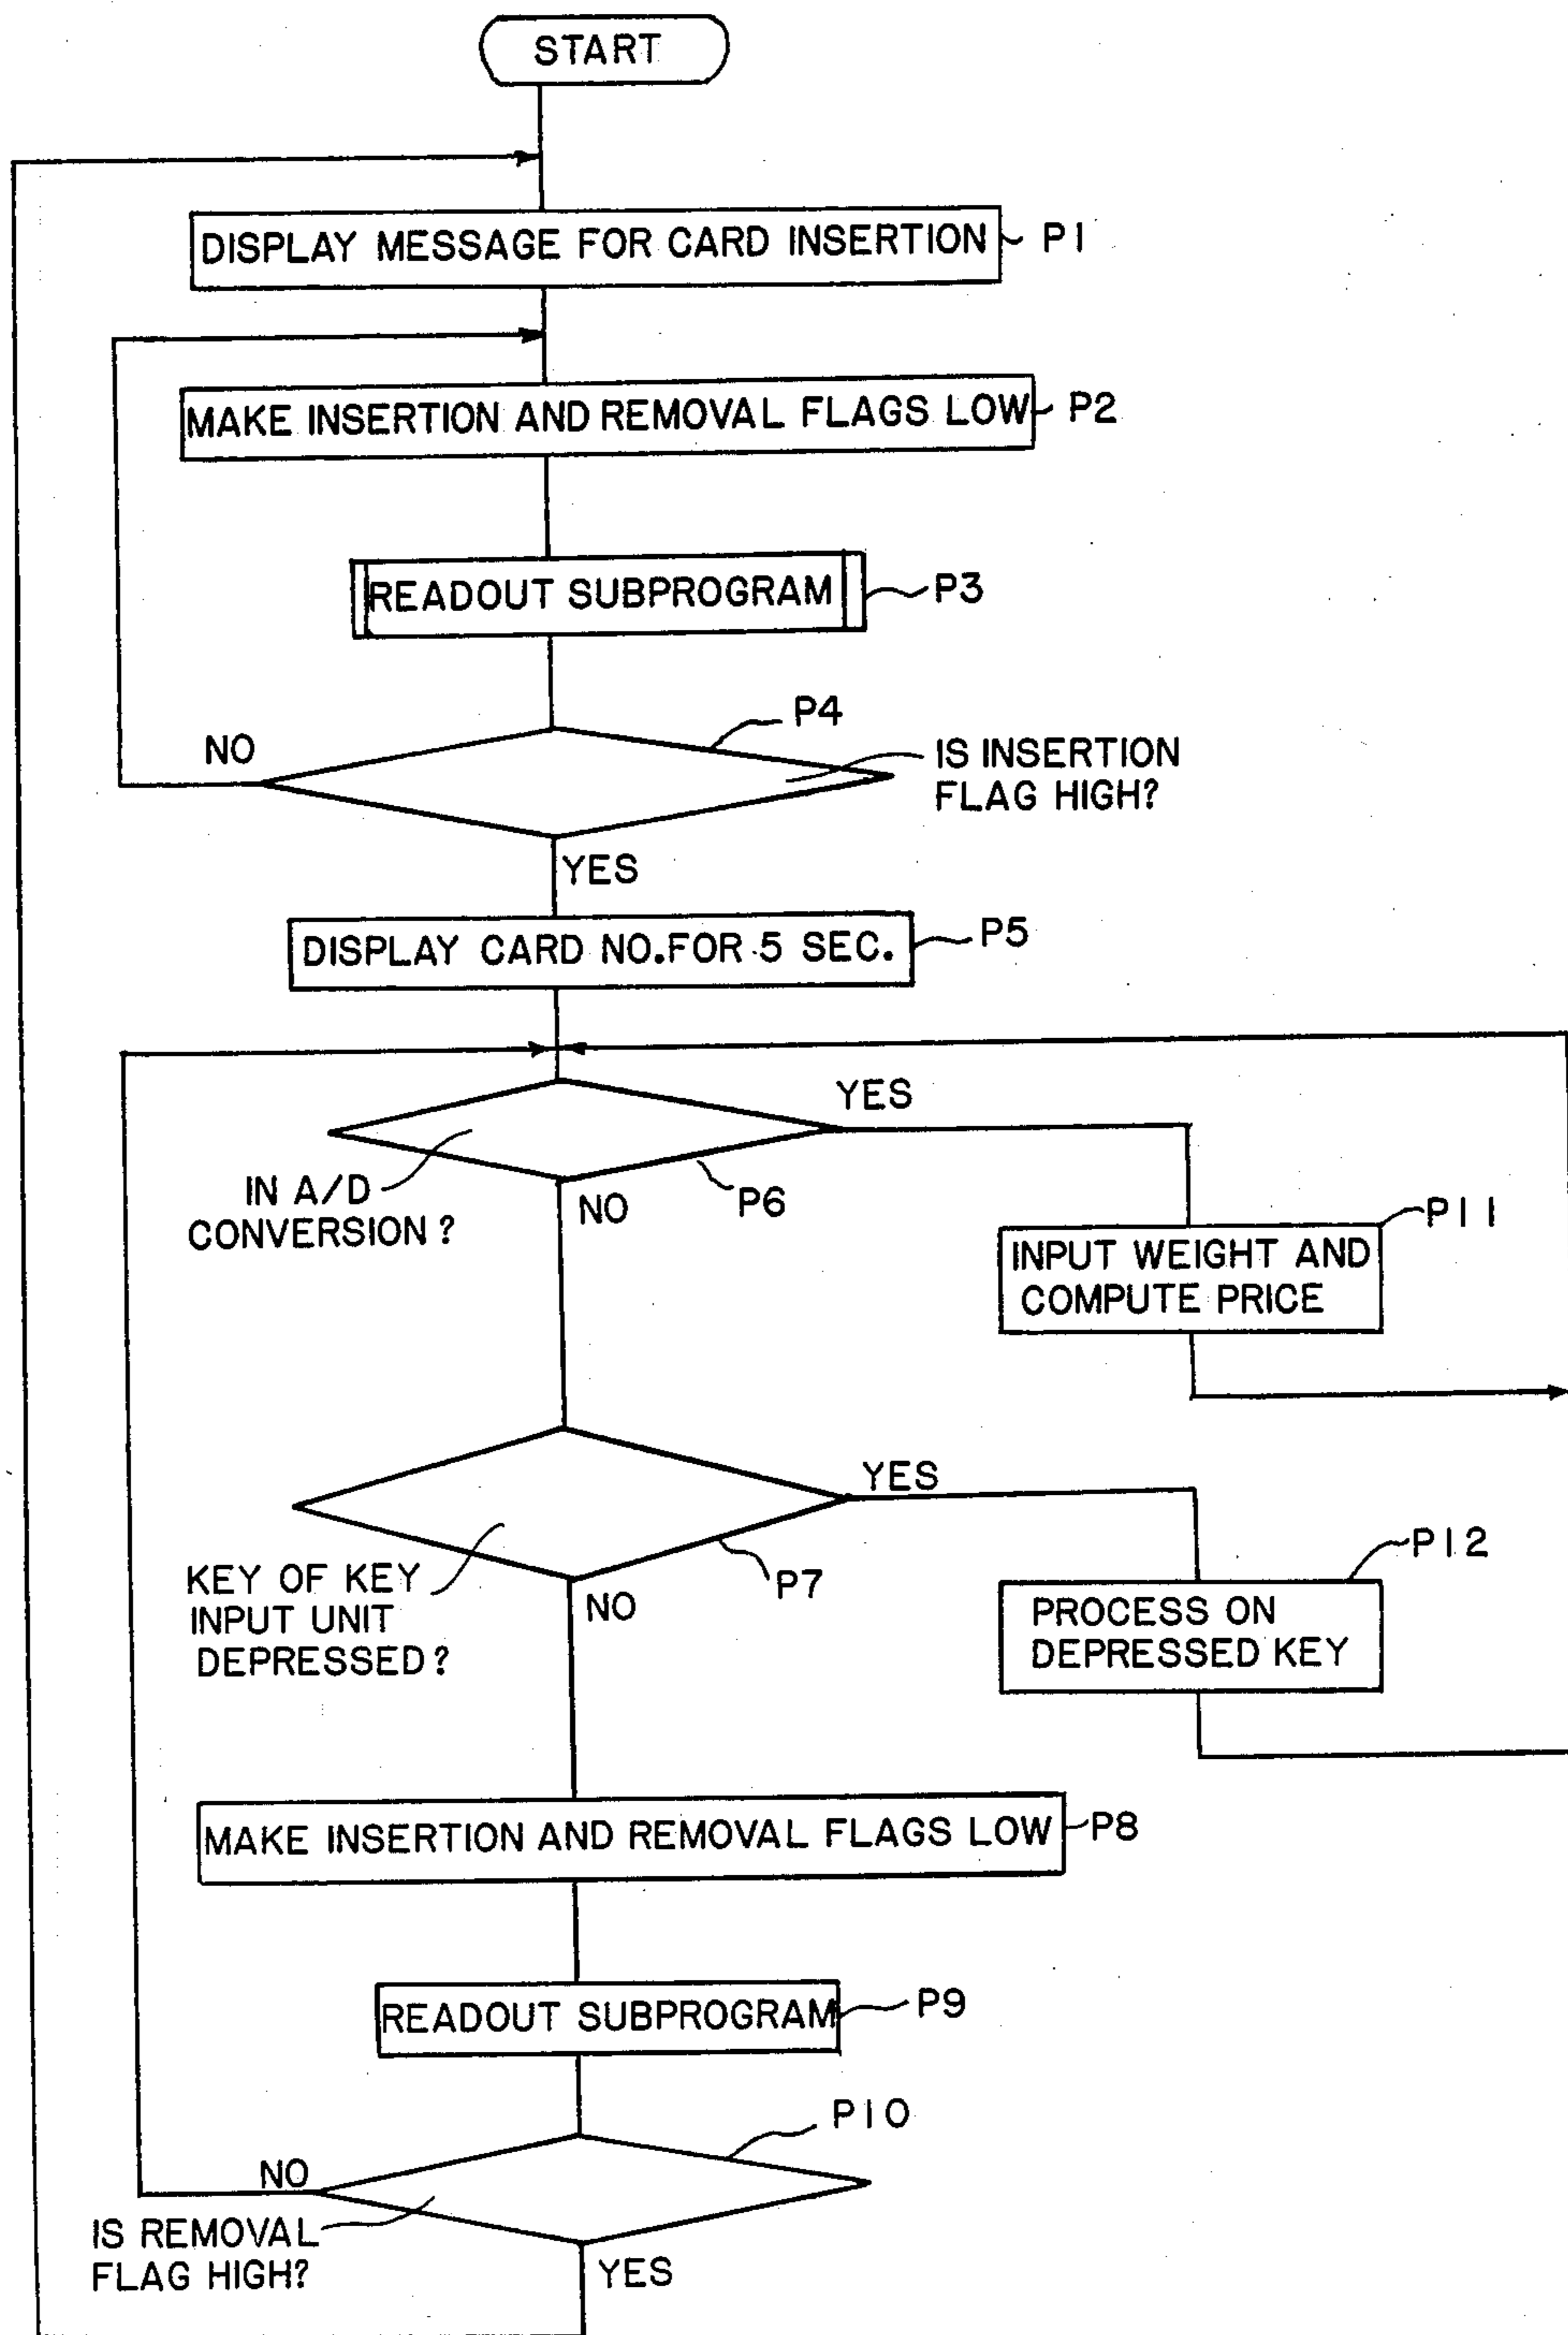 START
DISPLAY MESSAGE FOR CARD INSERTION
P1
MAKE INSERTION AND REMOVAL FLAGS LOW
P2
READOUT SUBPROGRAM
P3
P4
NO
IS INSERTION
FLAG HIGH?
YES
DISPLAY CARD NO. FOR 5 SEC.
P5
YES
IN A/D
CONVERSION?
P6
NO
P11
INPUT WEIGHT AND
COMPUTE PRICE
YES
KEY OF KEY
INPUT UNIT
DEPRESSED?
P7
NO
P12
PROCESS ON
DEPRESSED KEY
MAKE INSERTION AND REMOVAL FLAGS LOW
P8
READOUT SUBPROGRAM
P9
P10
NO
IS REMOVAL
FLAG HIGH?
YES